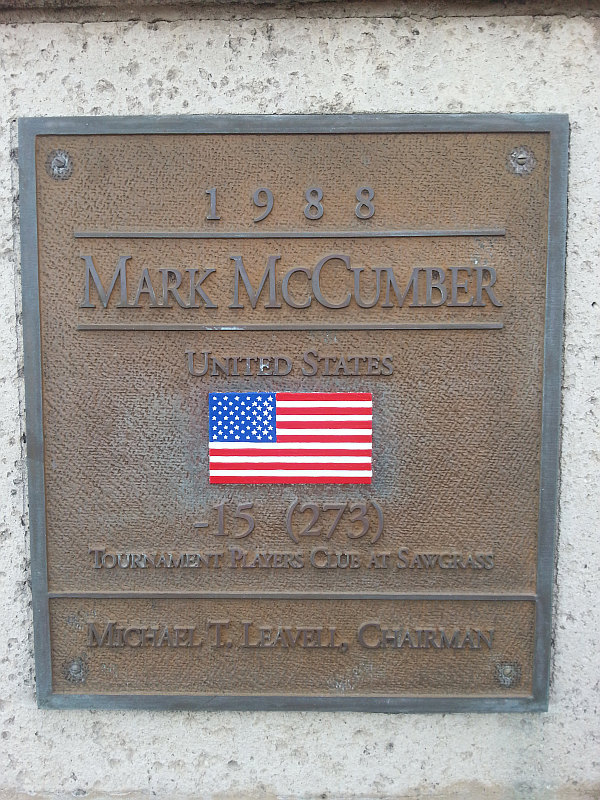 1988
Mark McCumber
United States
-15 (273)
Tournament Players Club at Sawgrass
Michael T. Leavell, Chairman